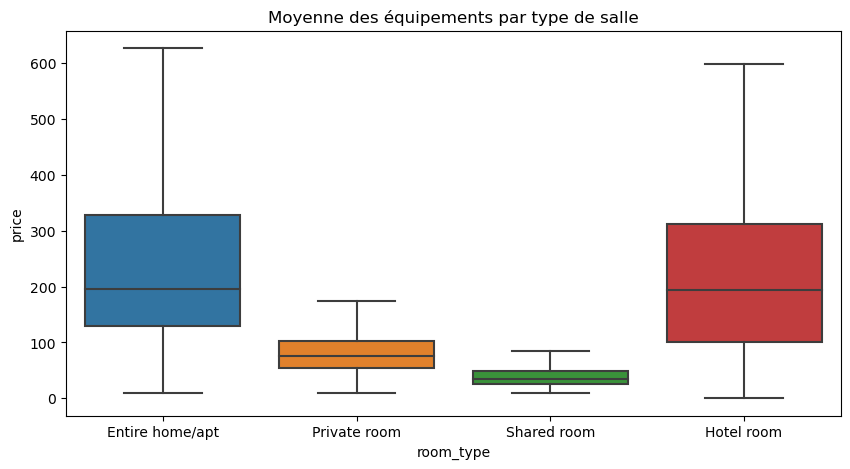 Moyenne des équipements par type de salle
price
600
500
400
300
200
100
0
Entire home/apt
Private room
Shared room
Hotel room
room_type